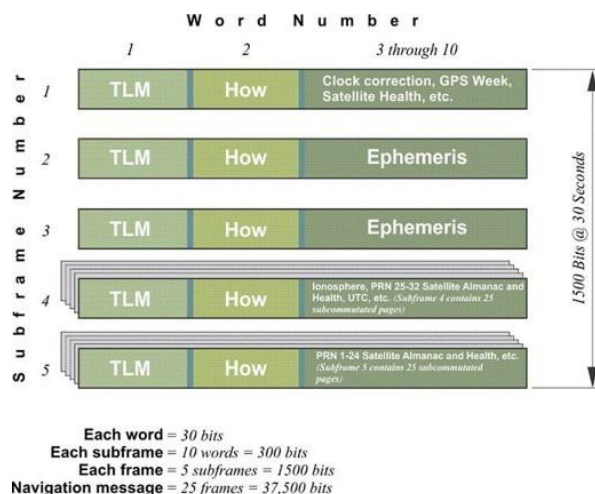 Word Number
1 2 3 through 10
Subframe Number
1 TLM How Clock correction, GPS Week,
Satellite Health, etc.
2 TLM How Ephemeris
3 TLM How Ephemeris
4 TLM How Ionosphere, PRN 25-32 Satellite Almanac and
Health, UTC, etc. (Subframe 4 contains 25
subcommutated pages)
5 TLM How PRN 1-24 Satellite Almanac and Health, etc.
(Subframe 5 contains 25 subcommutated
pages)
1500 Bits @ 30 Seconds
Each word = 30 bits
Each subframe = 10 words = 300 bits
Each frame = 5 subframes = 1500 bits
Navigation message = 25 frames = 37,500 bits